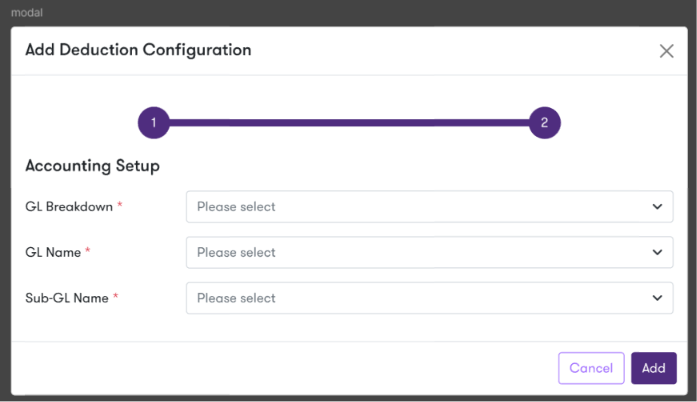 modal
Add Deduction Configuration
1 2
Accounting Setup
GL Breakdown * Please select
GL Name * Please select
Sub-GL Name * Please select
Cancel Add